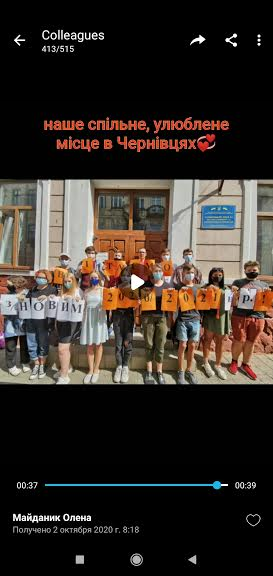 Colleagues
413/515
наше спільне, улюблене
місце в Чернівцях
З НОВИМ 2020 2021 Н. Р.!
00:37
00:39
Майданик Олена
Получено 2 октября 2020 г. 8:18